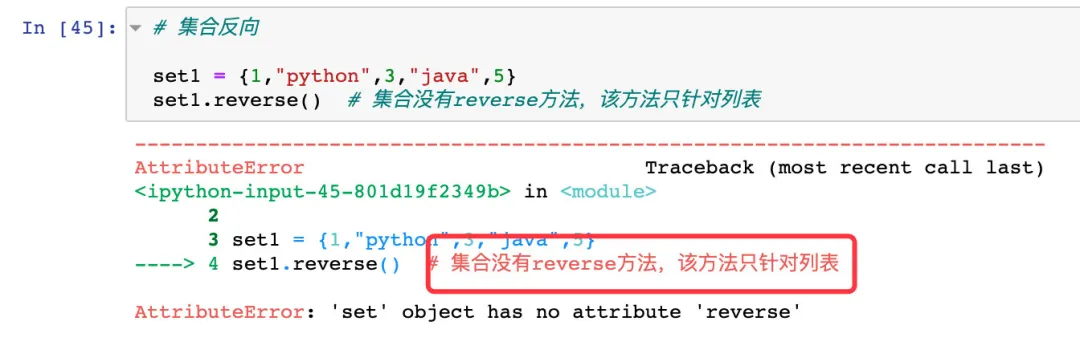 In [45]: # 集合反向
set1 = {1,"python",3,"java",5}
set1.reverse()  # 集合没有reverse方法，该方法只针对列表
---------------------------------------------------------------------------
AttributeError                            Traceback (most recent call last)
<ipython-input-45-801d19f2349b> in <module>
      2
      3 set1 = {1,"python",3,"java",5}
----> 4 set1.reverse()  # 集合没有reverse方法，该方法只针对列表
AttributeError: 'set' object has no attribute 'reverse'